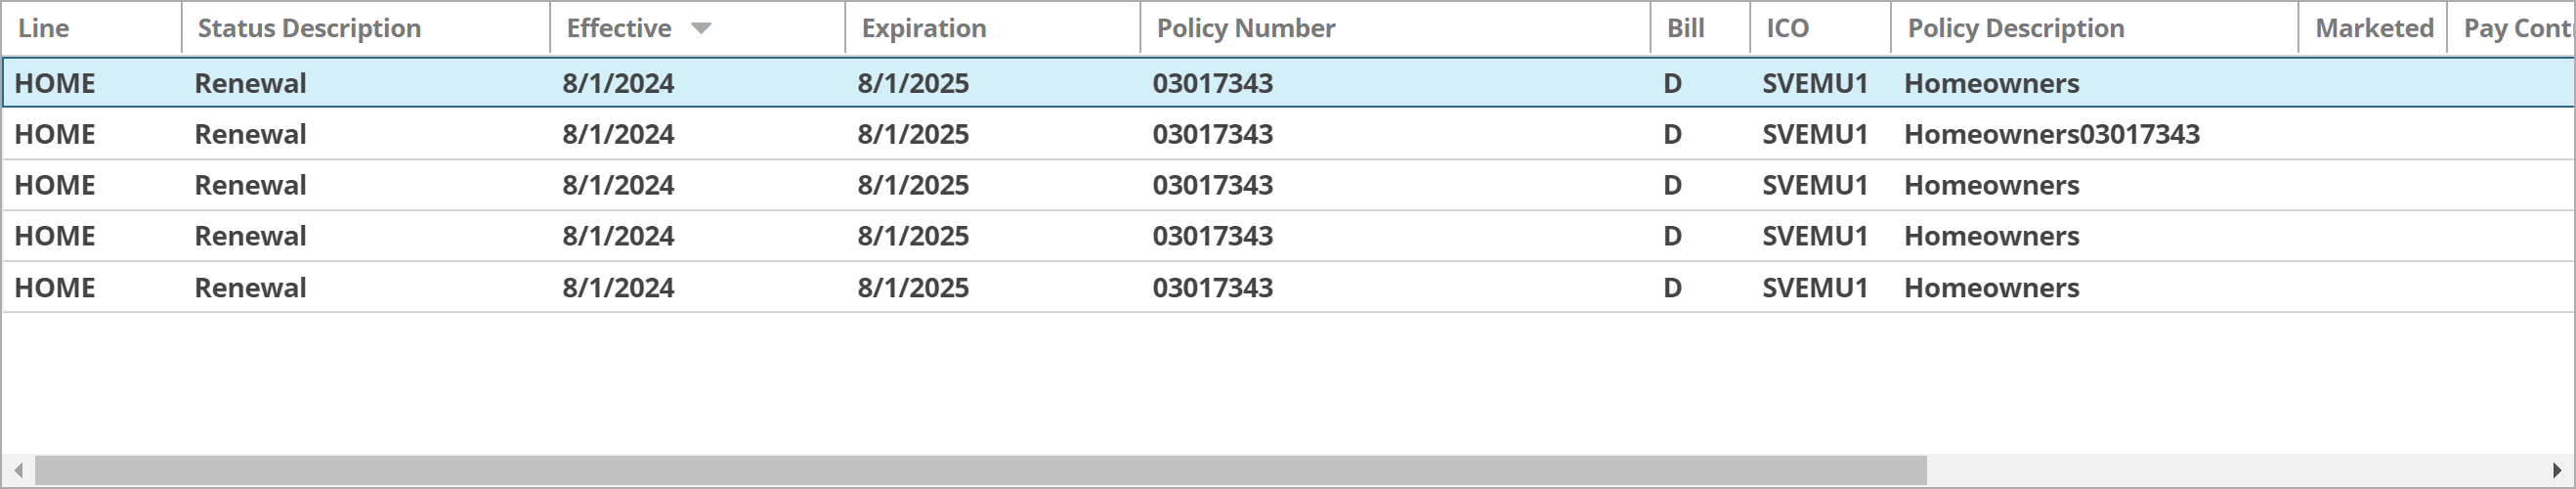 Line Status Description Effective Expiration Policy Number Bill ICO Policy Description Marketed Pay Cont
HOME Renewal 8/1/2024 8/1/2025 03017343 D SVEMU1 Homeowners
HOME Renewal 8/1/2024 8/1/2025 03017343 D SVEMU1 Homeowners03017343
HOME Renewal 8/1/2024 8/1/2025 03017343 D SVEMU1 Homeowners
HOME Renewal 8/1/2024 8/1/2025 03017343 D SVEMU1 Homeowners
HOME Renewal 8/1/2024 8/1/2025 03017343 D SVEMU1 Homeowners